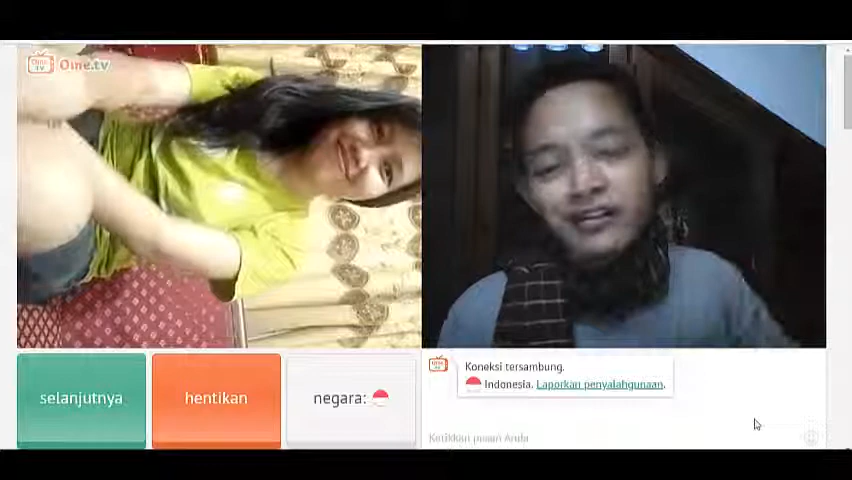 Ome.tv
selanjutnya
hentikan
negara:
Koneksi tersambung.
Indonesia. Laporkan penyalahgunaan.
Ketikkan pesan Anda